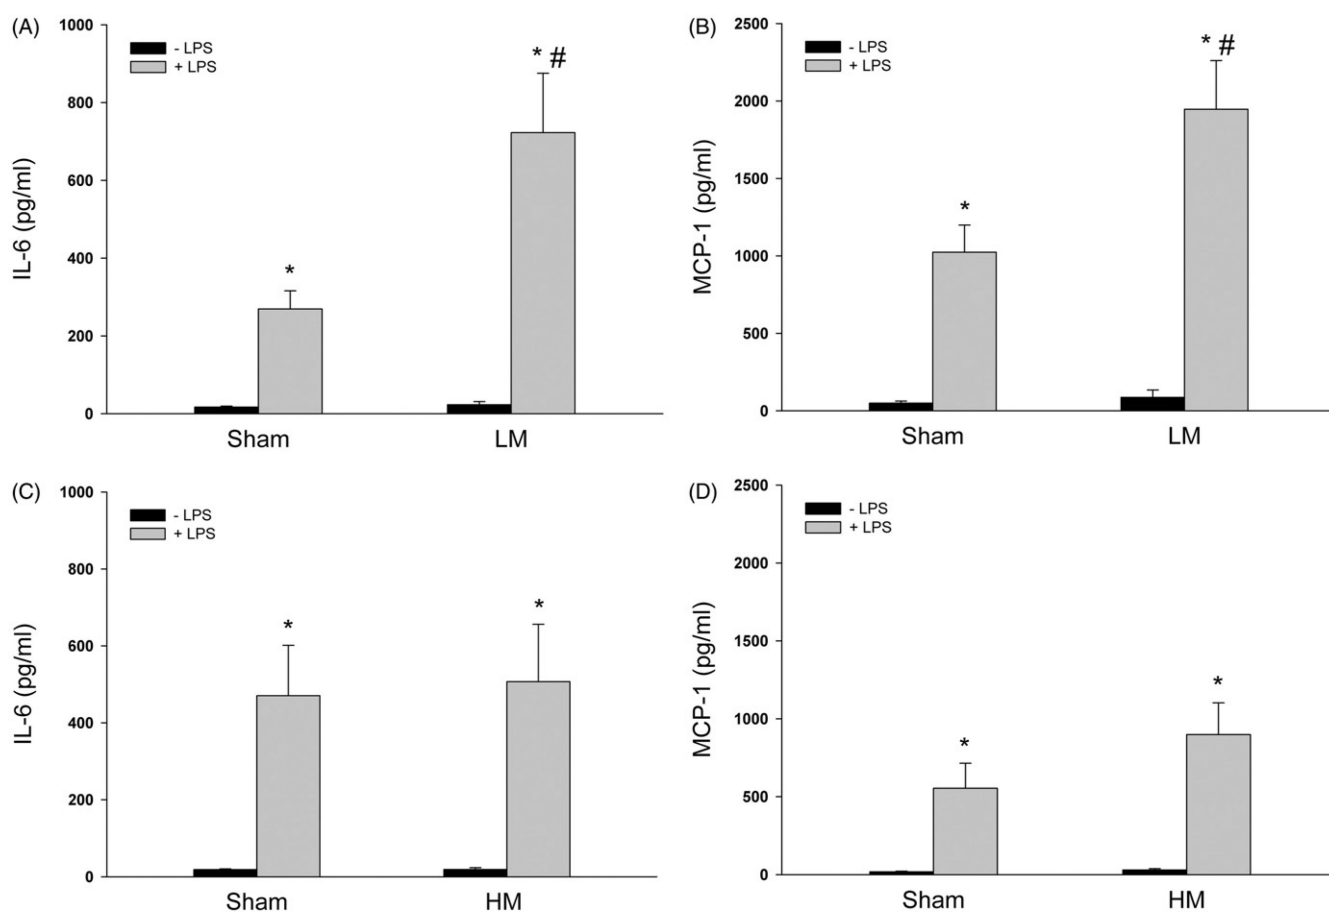 (A)
1000
800
600
400
200
0
IL-6 (pg/ml)
- LPS
+ LPS
*
* #
Sham LM
(B)
2500
2000
1500
1000
500
0
MCP-1 (pg/ml)
- LPS
+ LPS
*
* #
Sham LM
(C)
1000
800
600
400
200
0
IL-6 (pg/ml)
- LPS
+ LPS
*
*
Sham HM
(D)
2500
2000
1500
1000
500
0
MCP-1 (pg/ml)
- LPS
+ LPS
*
*
Sham HM